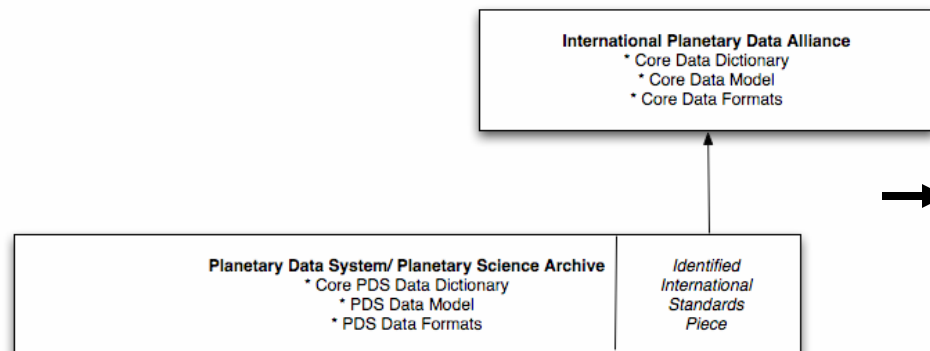 International Planetary Data Alliance
* Core Data Dictionary
* Core Data Model
* Core Data Formats
Planetary Data System/ Planetary Science Archive
* Core PDS Data Dictionary
* PDS Data Model
* PDS Data Formats
Identified
International
Standards
Piece